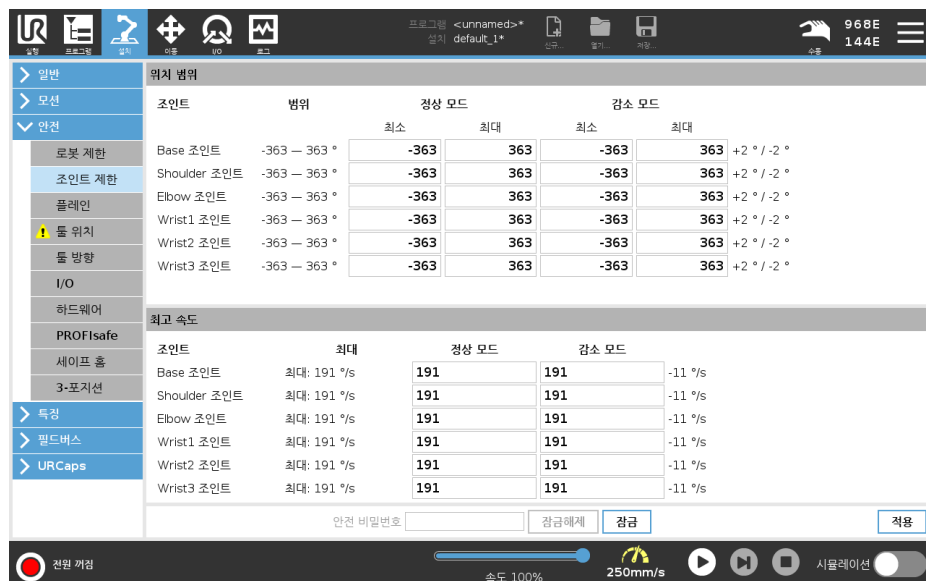 프로그램 <unnamed>*
설치 default_1*
968E
144E
실행 프로그램 설치 이동 I/O 로그 신규... 열기... 저장... 수동
일반
모션
안전
로봇 제한
조인트 제한
플레인
툴 위치
툴 방향
I/O
하드웨어
PROFIsafe
세이프 홈
3-포지션
특징
필드버스
URCaps
위치 범위
조인트 범위 정상 모드 감소 모드
최소 최대 최소 최대
Base 조인트 -363 — 363 ° -363 363 -363 363 +2 ° / -2 °
Shoulder 조인트 -363 — 363 ° -363 363 -363 363 +2 ° / -2 °
Elbow 조인트 -363 — 363 ° -363 363 -363 363 +2 ° / -2 °
Wrist1 조인트 -363 — 363 ° -363 363 -363 363 +2 ° / -2 °
Wrist2 조인트 -363 — 363 ° -363 363 -363 363 +2 ° / -2 °
Wrist3 조인트 -363 — 363 ° -363 363 -363 363 +2 ° / -2 °
최고 속도
조인트 최대 정상 모드 감소 모드
Base 조인트 최대: 191 °/s 191 191 -11 °/s
Shoulder 조인트 최대: 191 °/s 191 191 -11 °/s
Elbow 조인트 최대: 191 °/s 191 191 -11 °/s
Wrist1 조인트 최대: 191 °/s 191 191 -11 °/s
Wrist2 조인트 최대: 191 °/s 191 191 -11 °/s
Wrist3 조인트 최대: 191 °/s 191 191 -11 °/s
안전 비밀번호 잠금해제 잠금 적용
전원 꺼짐
속도 100%
250mm/s
시뮬레이션